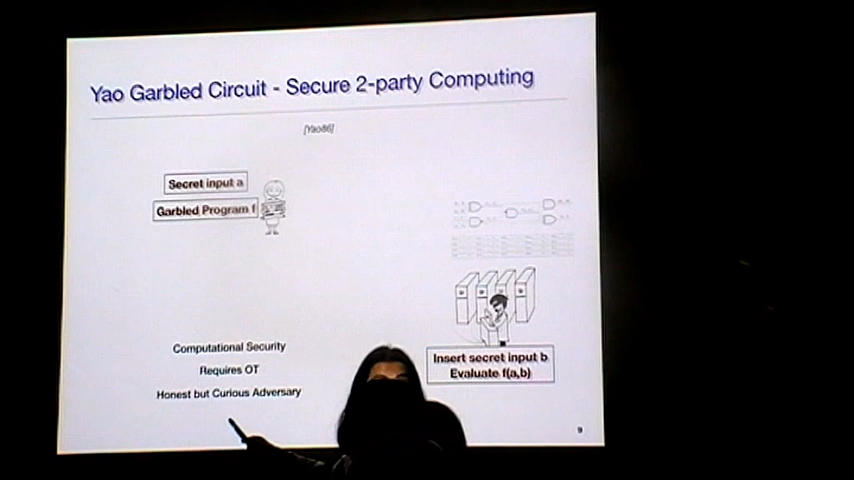 Yao Garbled Circuit - Secure 2-party Computing
[Yao86]
Secret input a
Garbled Program f
Insert secret input b
Evaluate f(a,b)
Computational Security
Requires OT
Honest but Curious Adversary
9